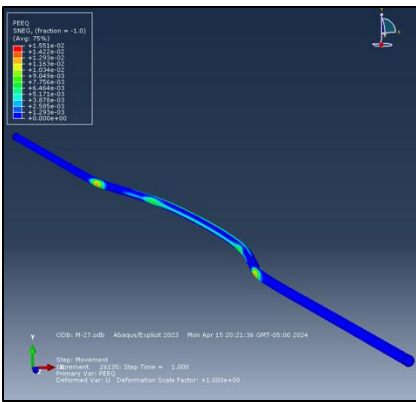 PEEQ
SNEG, (fraction = -1.0)
(Avg: 75%)
+1.551e-02
+1.422e-02
+1.293e-02
+1.163e-02
+1.034e-02
+9.049e-03
+7.756e-03
+6.464e-03
+5.171e-03
+3.878e-03
+2.585e-03
+1.293e-03
+0.000e+00
ODB: M-27.odb Abaqus/Explicit 2023 Mon Apr 15 20:21:36 GMT-05:00 2024
Y
Step: Movement
Increment 26135: Step Time = 1.000
Primary Var: PEEQ
Deformed Var: U Deformation Scale Factor: +1.000e+00